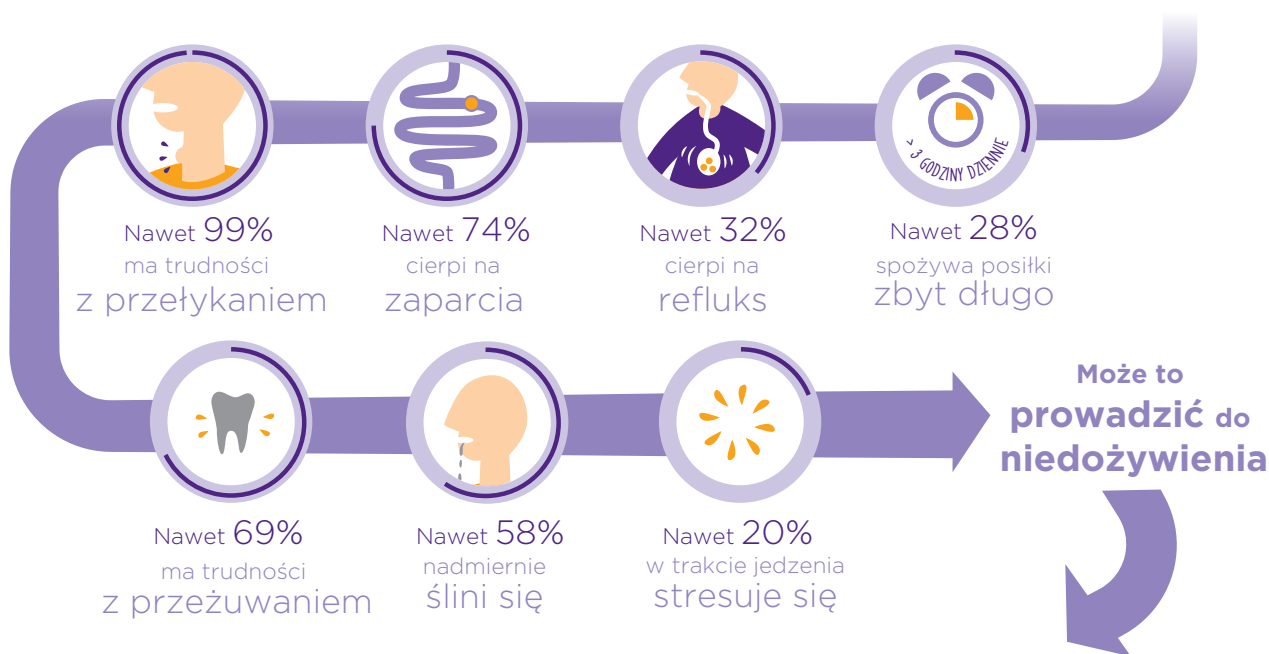 > 3 GODZINY DZIENNIE
Nawet 99%
ma trudności
z przełykaniem
Nawet 74%
cierpi na
zaparcia
Nawet 32%
cierpi na
refluks
Nawet 28%
spożywa posiłki
zbyt długo
Nawet 69%
ma trudności
z przeżuwaniem
Nawet 58%
nadmiernie
ślini się
Nawet 20%
w trakcie jedzenia
stresuje się
Może to
prowadzić do
niedożywienia